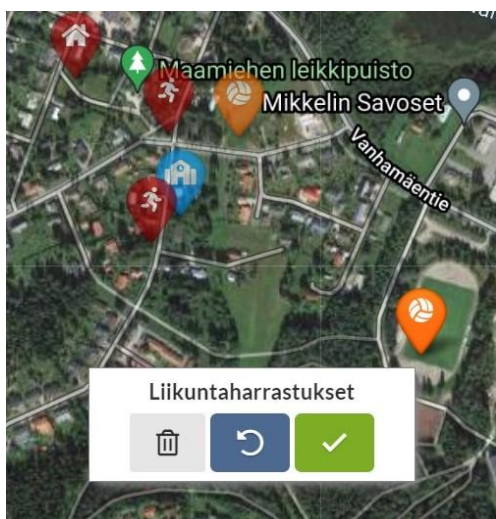 Maamiehen leikkipuisto
Mikkelin Savoset
Vanhamäentie
Liikuntaharrastukset